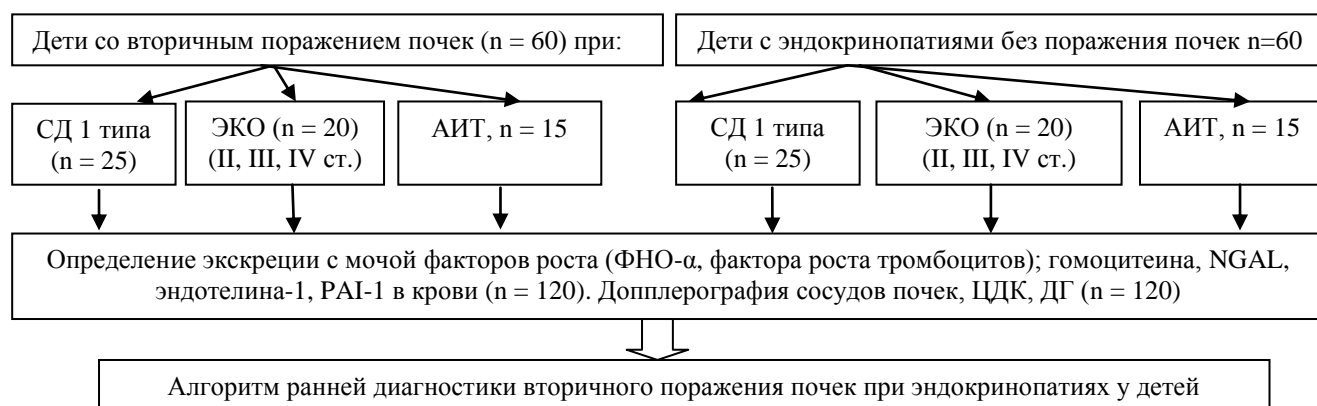 Дети со вторичным поражением почек (n = 60) при:
Дети с эндокринопатиями без поражения почек n=60
СД 1 типа
(n = 25)
ЭКО (n = 20)
(II, III, IV ст.)
АИТ, n = 15
СД 1 типа
(n = 25)
ЭКО (n = 20)
(II, III, IV ст.)
АИТ, n = 15
Определение экскреции с мочой факторов роста (ФНО-α, фактора роста тромбоцитов); гомоцитеина, NGAL,
эндотелина-1, PAI-1 в крови (n = 120). Допплерография сосудов почек, ЦДК, ДГ (n = 120)
Алгоритм ранней диагностики вторичного поражения почек при эндокринопатиях у детей